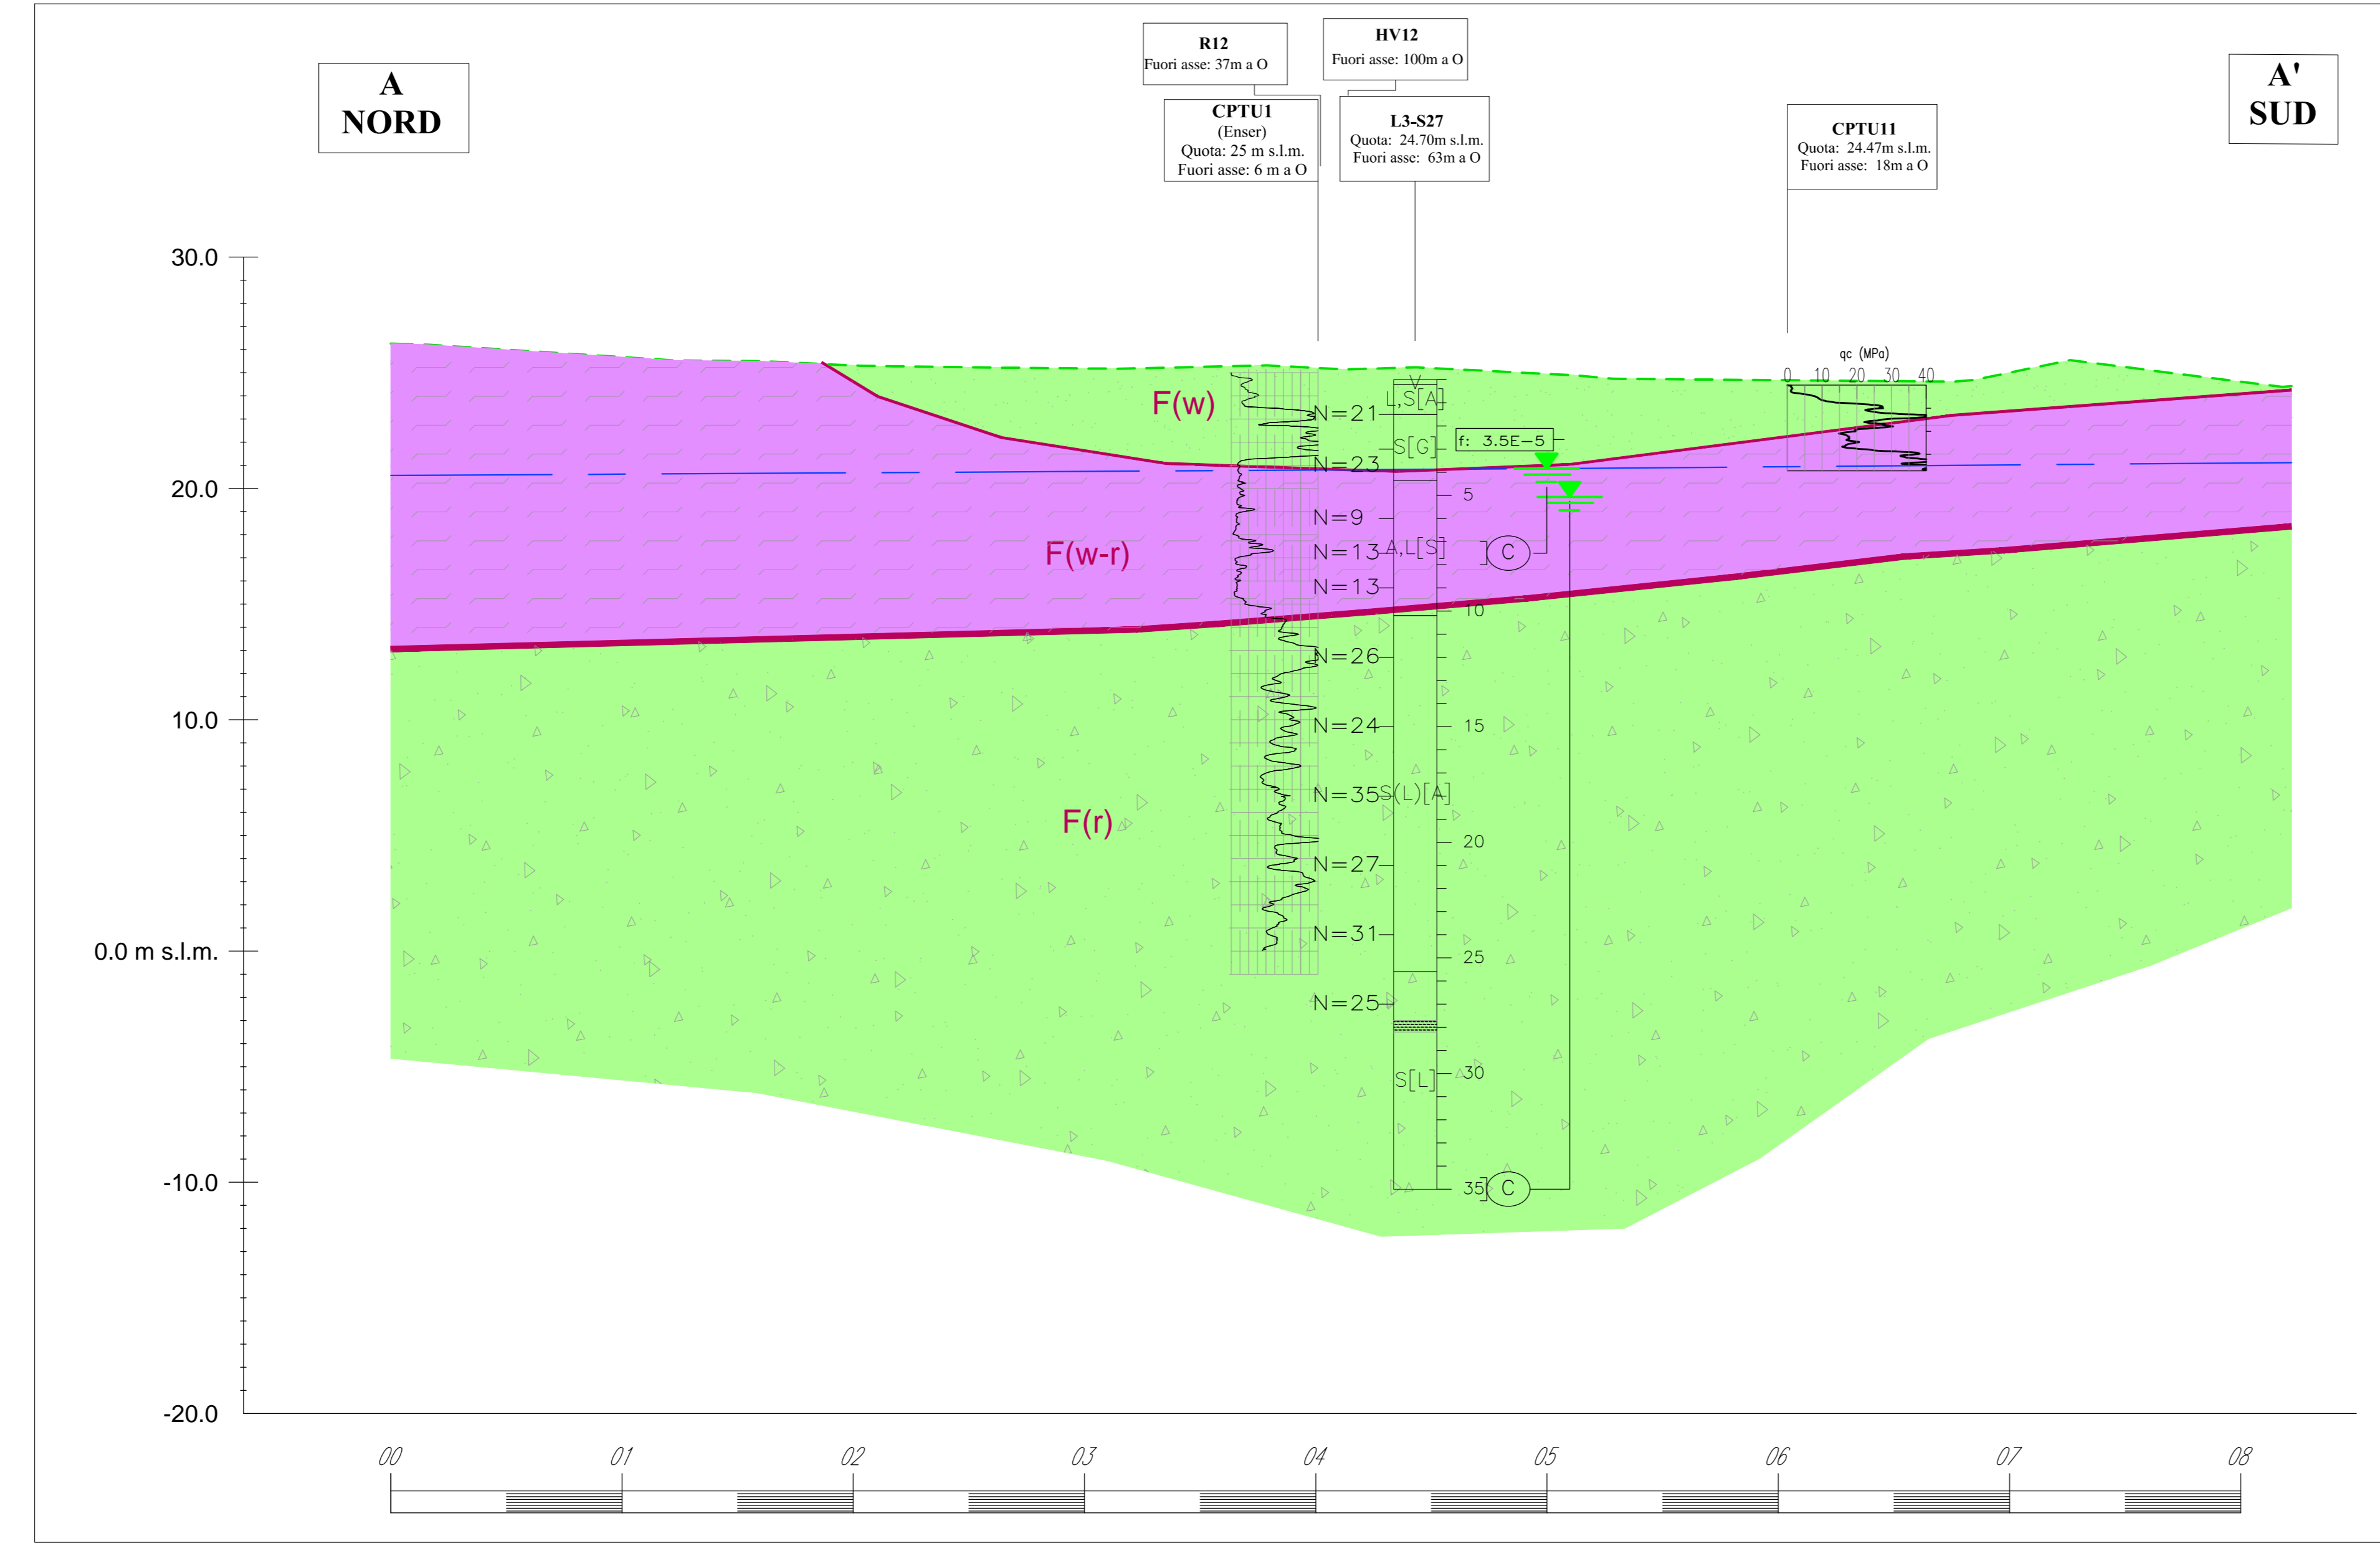 A
NORD
R12
Fuori asse: 37m a O
HV12
Fuori asse: 100m a O
CPTU1
(Enser)
Quota: 25 m s.l.m.
Fuori asse: 6 m a O
L3-S27
Quota: 24.70m s.l.m.
Fuori asse: 63m a O
CPTU11
Quota: 24.47m s.l.m.
Fuori asse: 18m a O
A'
SUD
30.0
20.0
10.0
0.0 m s.l.m.
-10.0
-20.0
qc (MPa)
0 10 20 30 40
F(w)
F(w-r)
F(r)
V
L,S[A]
N=21
S[G]
f: 3.5E-5
N=23
5
N=9
N=13
A,L[S]
C
N=13
10
N=26
N=24
15
N=35
S(L)[A]
20
N=27
N=31
25
N=25
S[L]
30
35
C
00 01 02 03 04 05 06 07 08